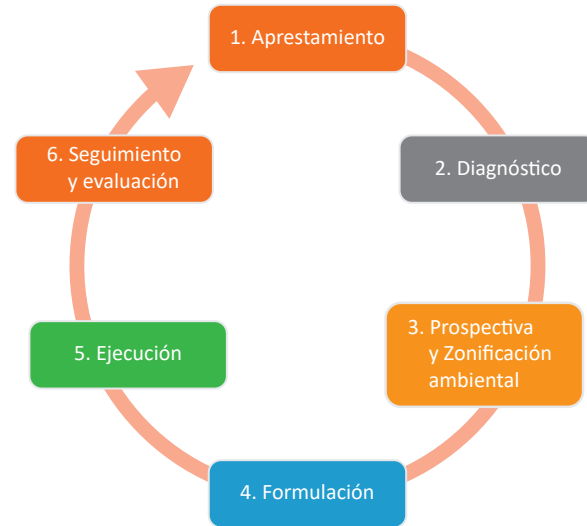 1. Aprestamiento
2. Diagnóstico
3. Prospectiva
y Zonificación
ambiental
4. Formulación
5. Ejecución
6. Seguimiento
y evaluación